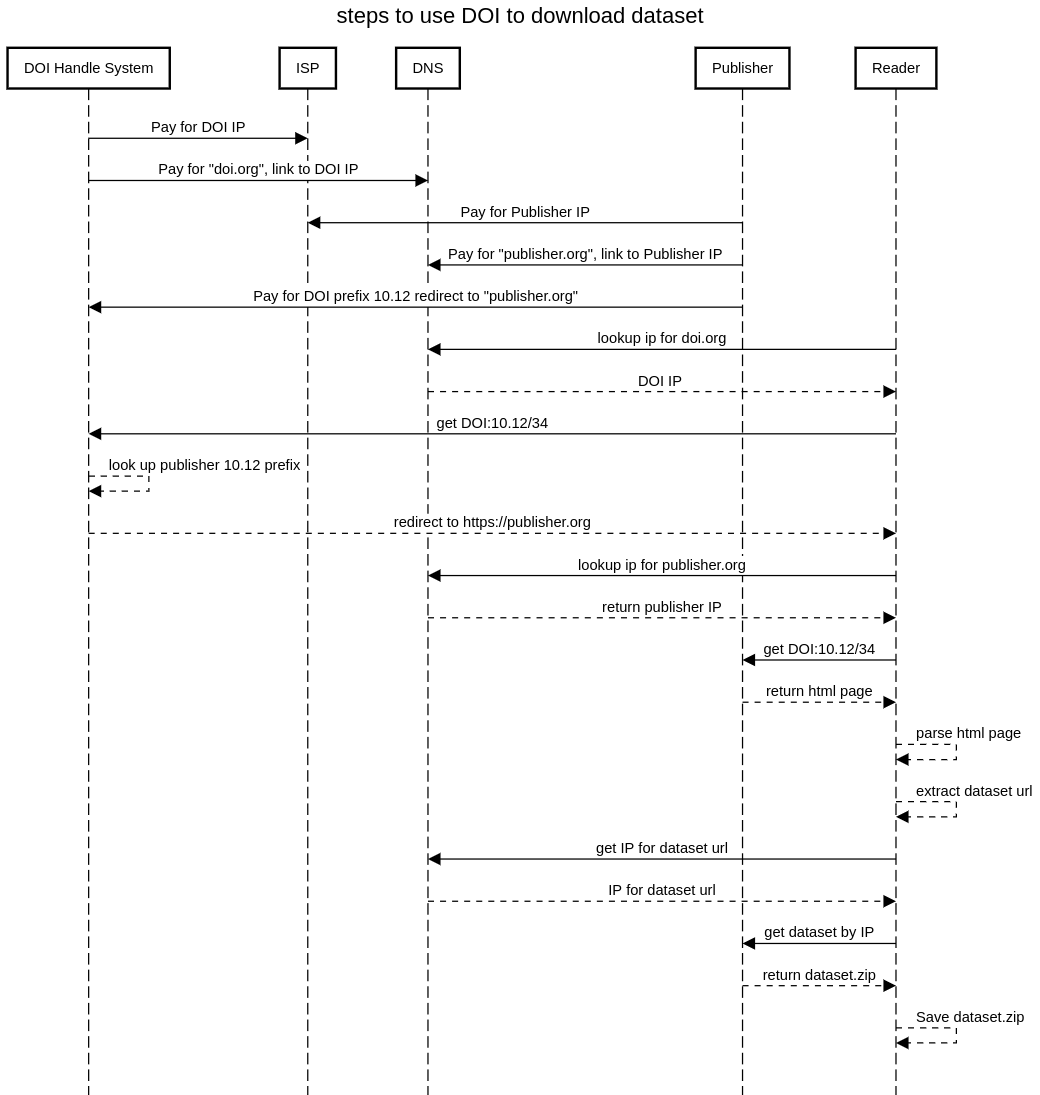 steps to use DOI to download dataset
DOI Handle System
ISP
DNS
Publisher
Reader
Pay for DOI IP
Pay for "doi.org", link to DOI IP
Pay for Publisher IP
Pay for "publisher.org", link to Publisher IP
Pay for DOI prefix 10.12 redirect to "publisher.org"
lookup ip for doi.org
DOI IP
get DOI:10.12/34
look up publisher 10.12 prefix
redirect to https://publisher.org
lookup ip for publisher.org
return publisher IP
get DOI:10.12/34
return html page
parse html page
extract dataset url
get IP for dataset url
IP for dataset url
get dataset by IP
return dataset.zip
Save dataset.zip